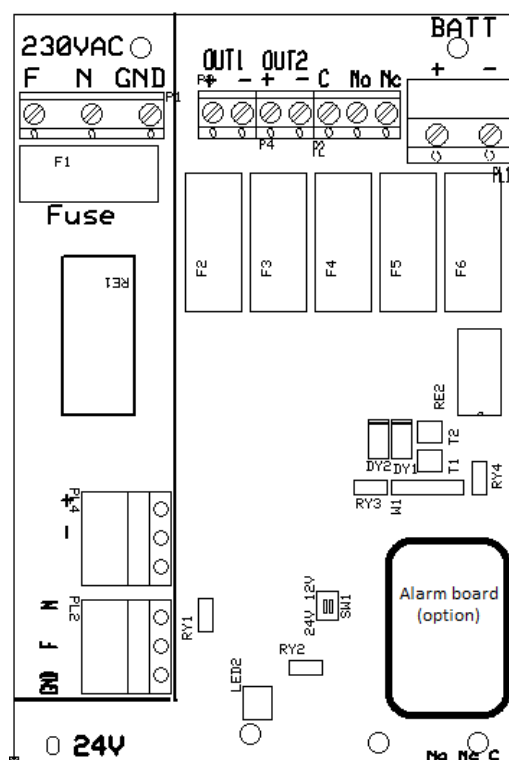 230VAC
BATT
OUT1 OUT2
F N GND
+ - + - C No Nc
+ -
P1
P4
P2
PL1
F1
Fuse
F2
F3
F4
F5
F6
RE1
RE2
T2
DY2
DY1
T1
RY4
RY3
W1
PL4
+
-
Alarm board
(option)
24V 12V
SW1
PL2
N
F
GND
RY1
RY2
LED2
24V
No Nc C